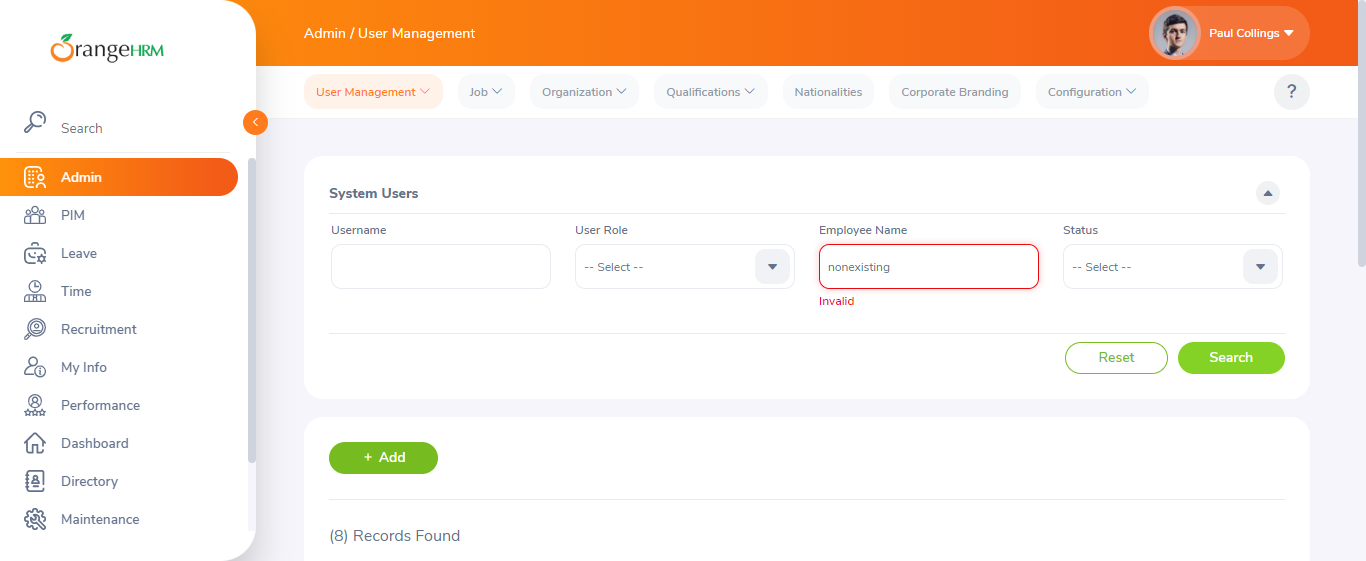 OrangeHRM
Admin / User Management
Paul Collings
User Management
Job
Organization
Qualifications
Nationalities
Corporate Branding
Configuration
?
Search
Admin
PIM
Leave
Time
Recruitment
My Info
Performance
Dashboard
Directory
Maintenance
System Users
Username
User Role
Employee Name
Status
-- Select --
nonexisting
-- Select --
Invalid
Reset
Search
+ Add
(8) Records Found